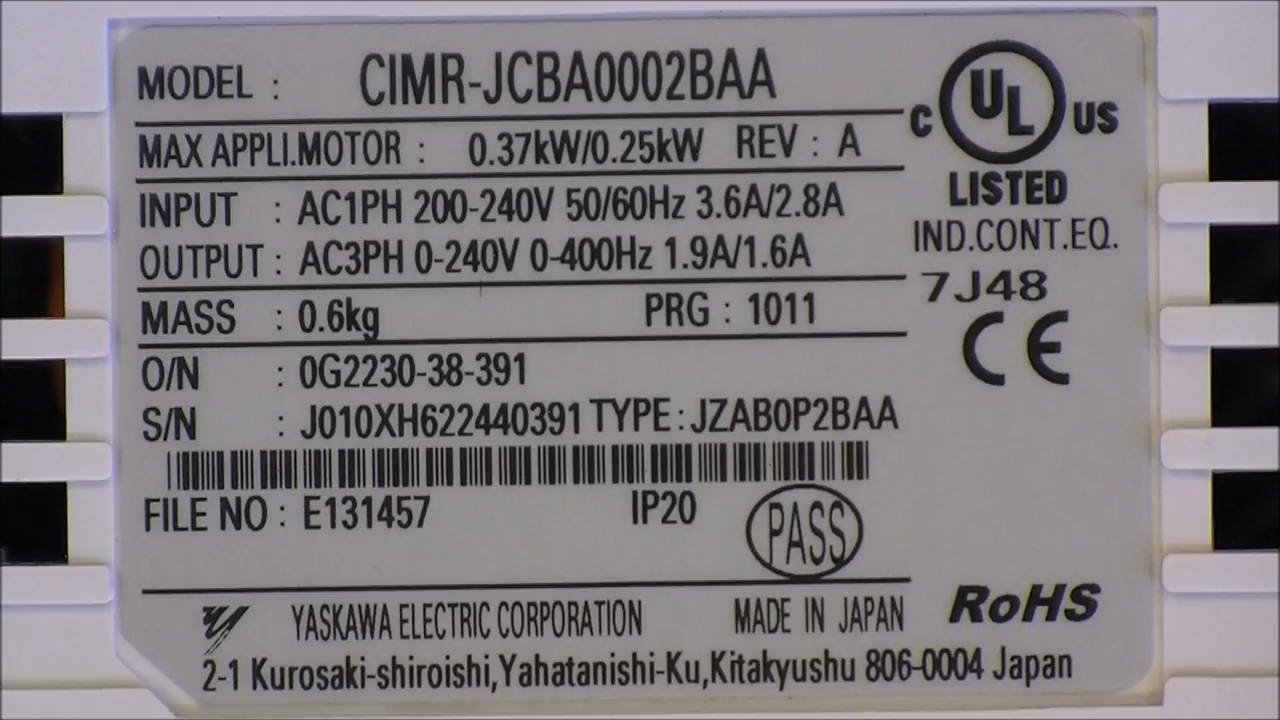 MODEL : CIMR-JCBA0002BAA
MAX APPLI.MOTOR : 0.37kW/0.25kW REV : A
INPUT : AC1PH 200-240V 50/60Hz 3.6A/2.8A
OUTPUT : AC3PH 0-240V 0-400Hz 1.9A/1.6A
MASS : 0.6kg PRG : 1011
O/N : 0G2230-38-391
S/N : J010XH622440391 TYPE : JZAB0P2BAA
FILE NO : E131457 IP20
PASS
C UL US
LISTED
IND.CONT.EQ.
7J48
CE
RoHS
YASKAWA ELECTRIC CORPORATION MADE IN JAPAN
2-1 Kurosaki-shiroishi,Yahatanishi-Ku,Kitakyushu 806-0004 Japan